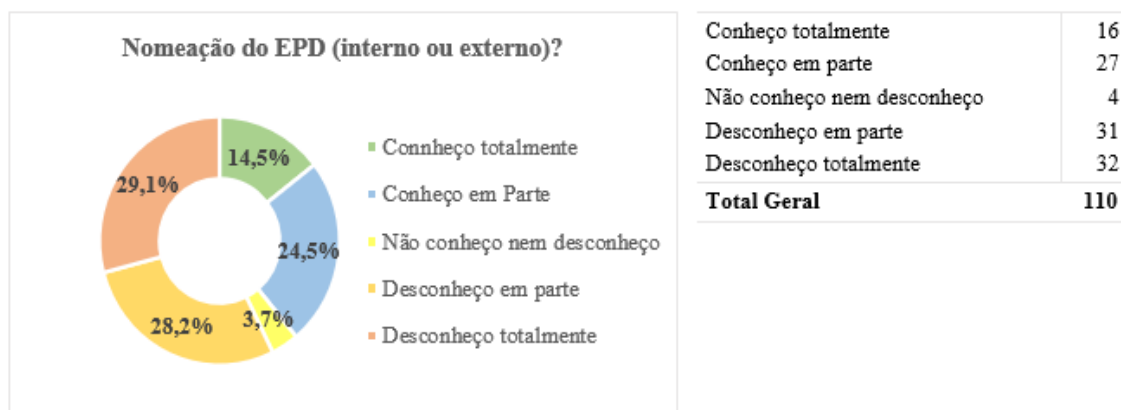 Nomeação do EPD (interno ou externo)?
14,5%
24,5%
3,7%
28,2%
29,1%
Connheço totalmente
Conheço em Parte
Não conheço nem desconheço
Desconheço em parte
Desconheço totalmente
Conheço totalmente 16
Conheço em parte 27
Não conheço nem desconheço 4
Desconheço em parte 31
Desconheço totalmente 32
Total Geral 110